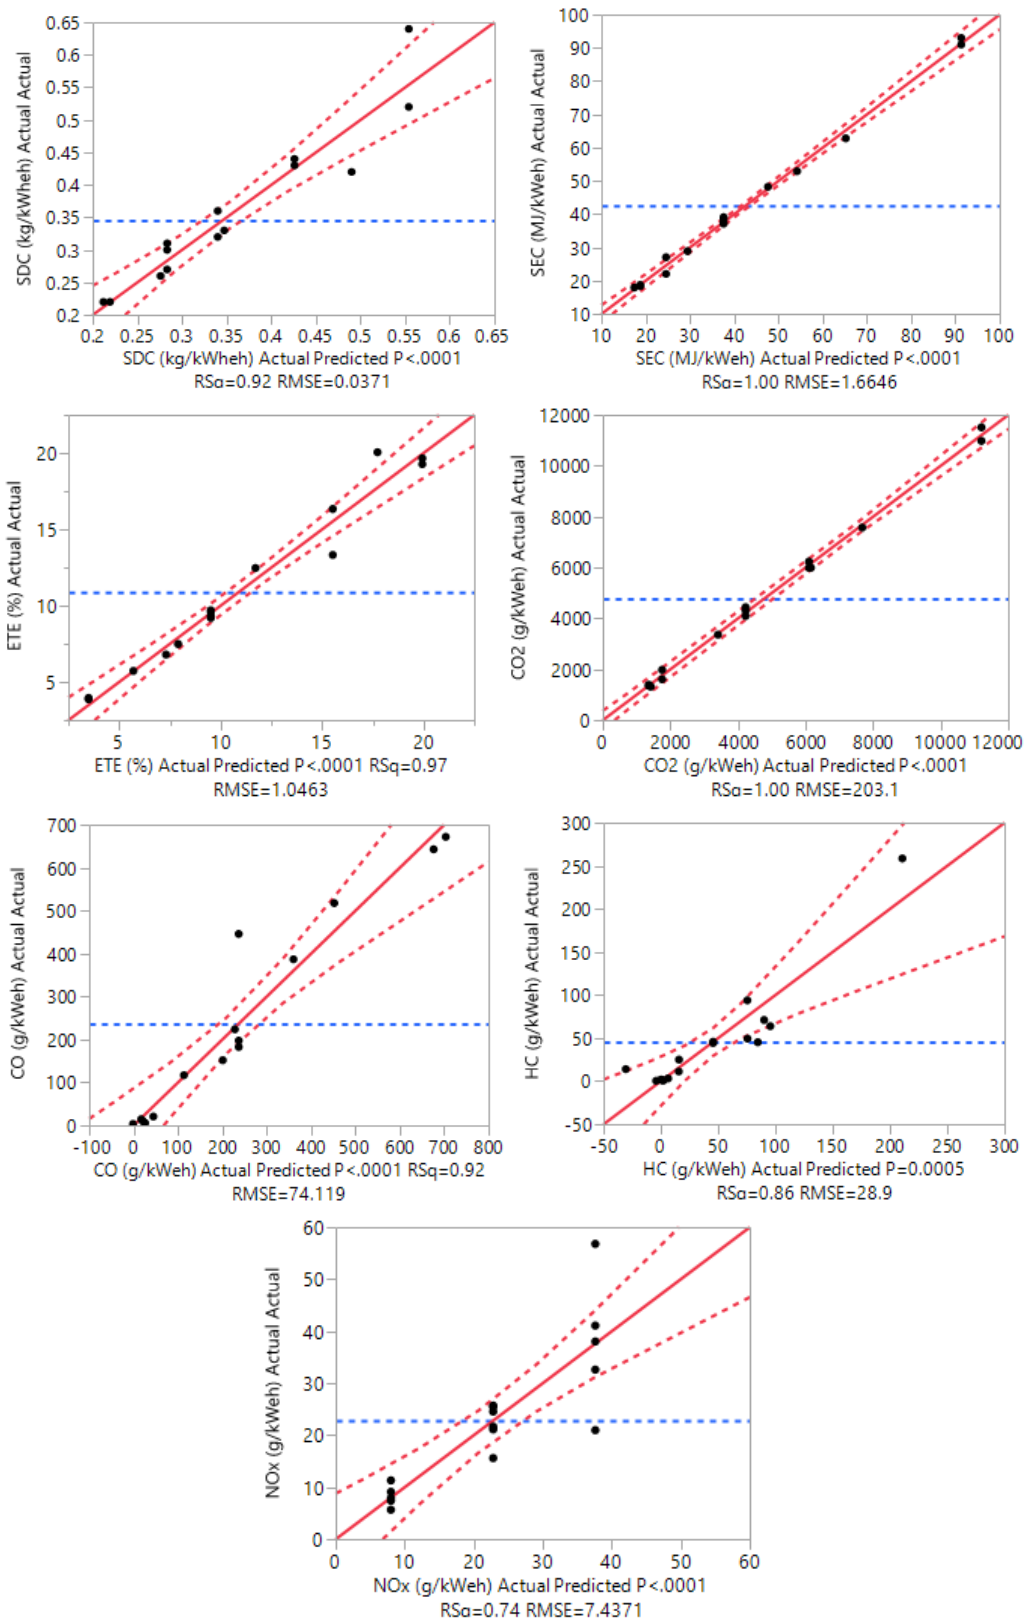 0.65
0.6
0.55
0.5
0.45
0.4
0.35
0.3
0.25
0.2
SDC (kg/kWheh) Actual Actual
0.2 0.25 0.3 0.35 0.4 0.45 0.5 0.55 0.6 0.65
SDC (kg/kWheh) Actual Predicted P<.0001
RSq=0.92 RMSE=0.0371
100
90
80
70
60
50
40
30
20
10
SEC (MJ/kWeh) Actual Actual
10 20 30 40 50 60 70 80 90 100
SEC (MJ/kWeh) Actual Predicted P<.0001
RSq=1.00 RMSE=1.6646
20
15
10
5
ETE (%) Actual Actual
5 10 15 20
ETE (%) Actual Predicted P<.0001 RSq=0.97
RMSE=1.0463
12000
10000
8000
6000
4000
2000
0
CO2 (g/kWeh) Actual Actual
0 2000 4000 6000 8000 10000 12000
CO2 (g/kWeh) Actual Predicted P<.0001
RSq=1.00 RMSE=203.1
700
600
500
400
300
200
100
0
CO (g/kWeh) Actual Actual
-100 0 100 200 300 400 500 600 700 800
CO (g/kWeh) Actual Predicted P<.0001 RSq=0.92
RMSE=74.119
300
250
200
150
100
50
0
-50
HC (g/kWeh) Actual Actual
-50 0 50 100 150 200 250 300
HC (g/kWeh) Actual Predicted P=0.0005
RSq=0.86 RMSE=28.9
60
50
40
30
20
10
0
NOx (g/kWeh) Actual Actual
0 10 20 30 40 50 60
NOx (g/kWeh) Actual Predicted P<.0001
RSq=0.74 RMSE=7.4371